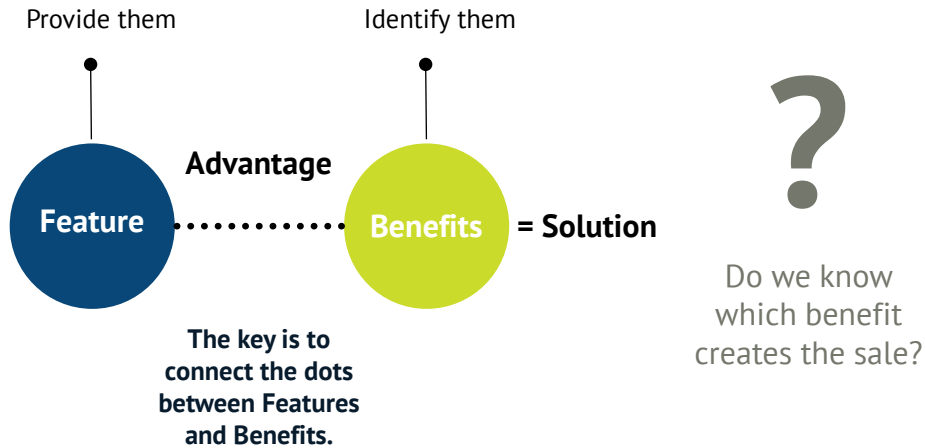 Provide them
Identify them
Advantage
Feature
Benefits
= Solution
The key is to
connect the dots
between Features
and Benefits.
?
Do we know
which benefit
creates the sale?